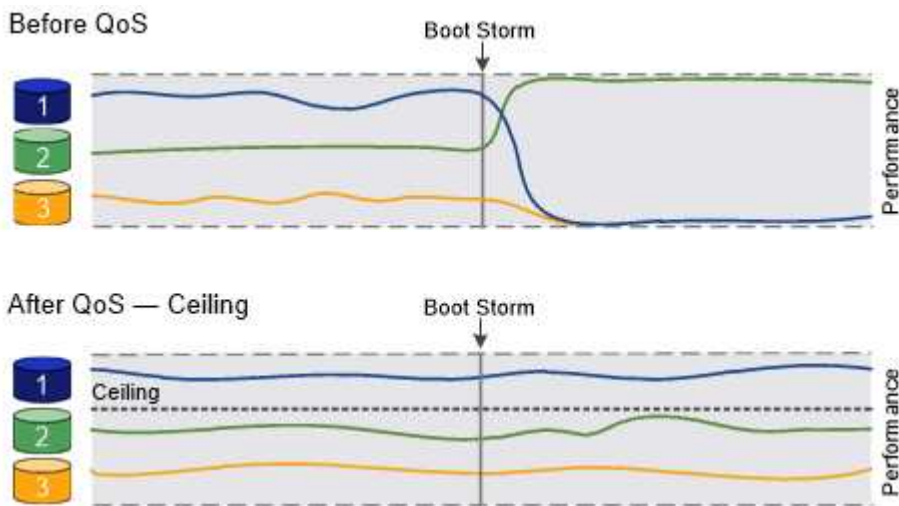 Before QoS
Boot Storm
1
2
3
Performance
After QoS — Ceiling
Boot Storm
1
Ceiling
2
3
Performance